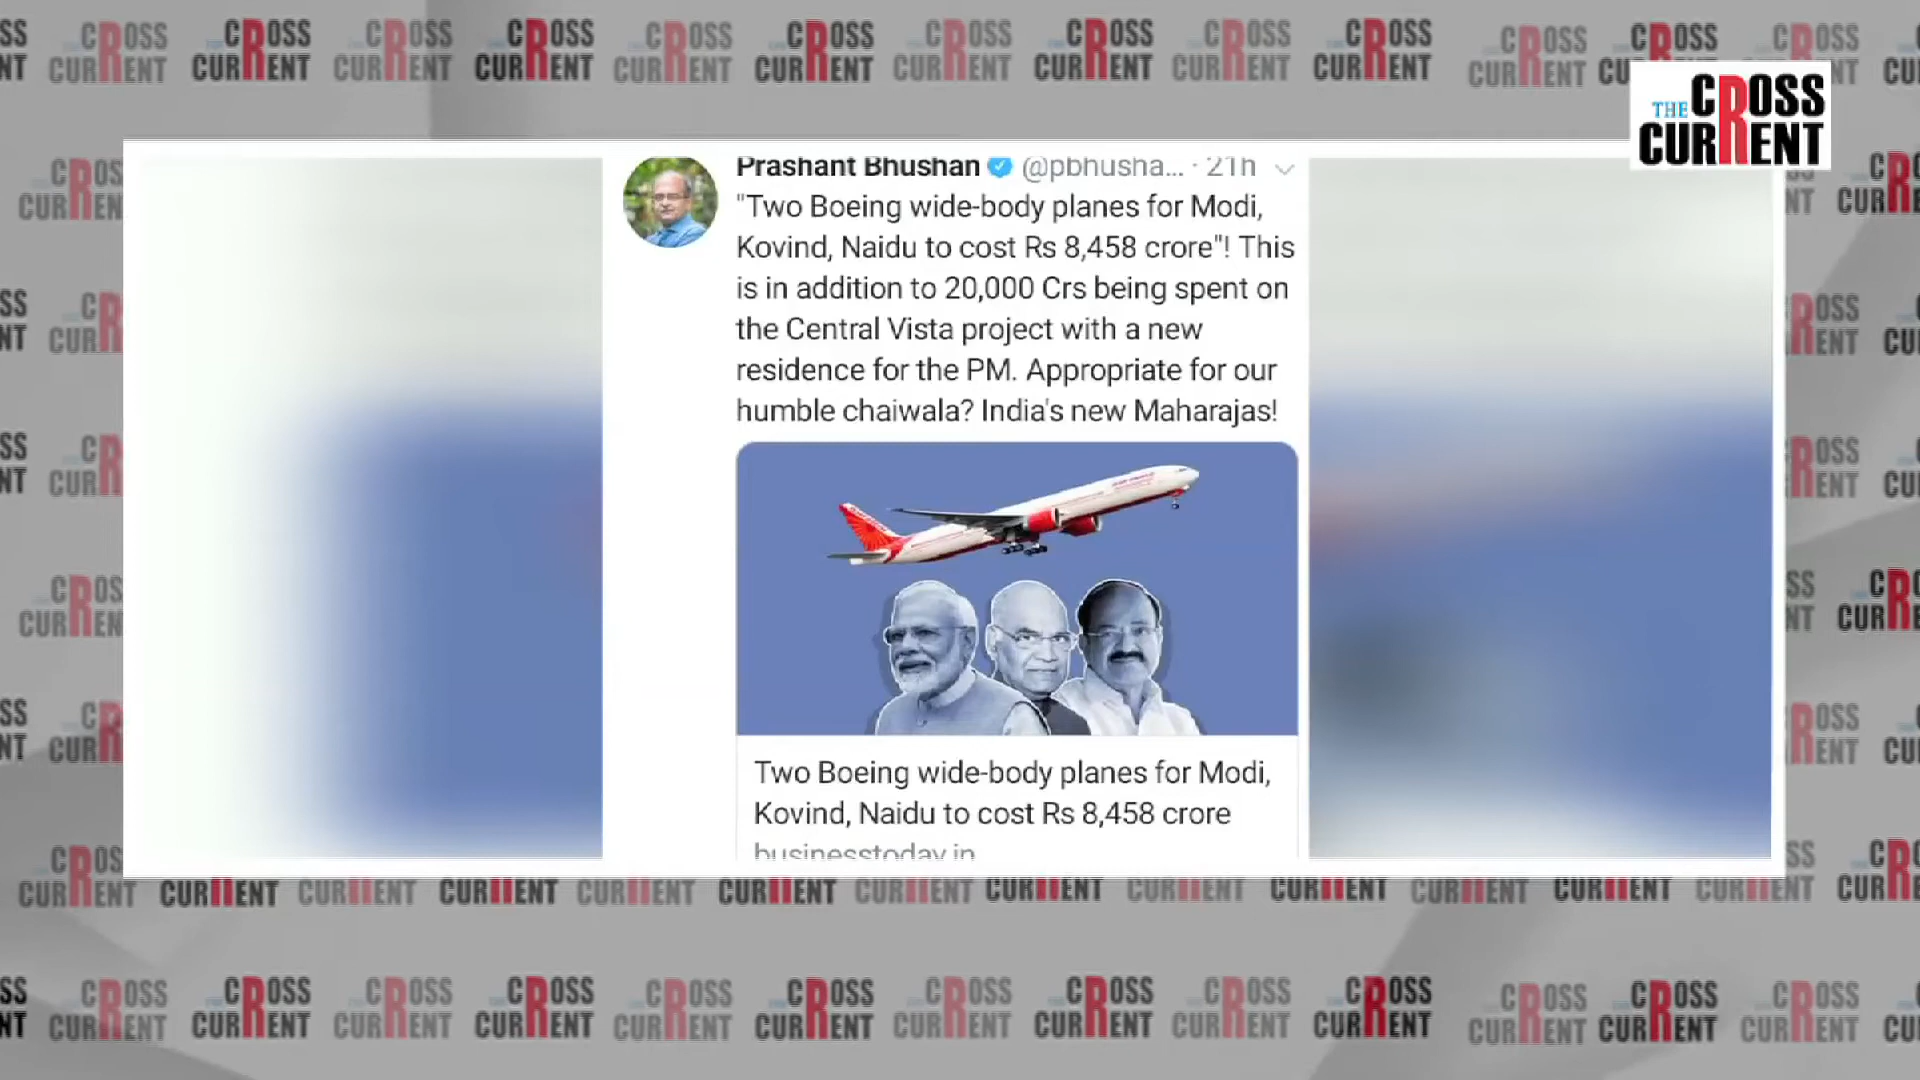 THE CROSS
CURRENT
Prashant Bhushan @pbhusha... · 21h
"Two Boeing wide-body planes for Modi,
Kovind, Naidu to cost Rs 8,458 crore"! This
is in addition to 20,000 Crs being spent on
the Central Vista project with a new
residence for the PM. Appropriate for our
humble chaiwala? India's new Maharajas!
Two Boeing wide-body planes for Modi,
Kovind, Naidu to cost Rs 8,458 crore
businesstoday.in